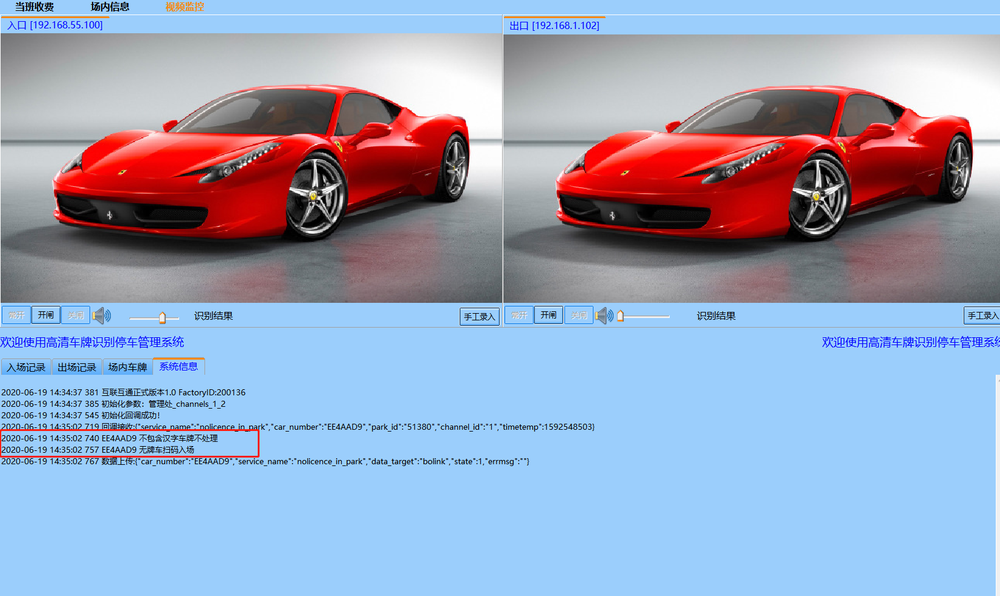 当班收费 场内信息 视频监控
入口 [192.168.55.100]
出口 [192.168.1.102]
常开 开闸 关闸 识别结果 手工录入
常开 开闸 关闸 识别结果 手工录入
欢迎使用高清车牌识别停车管理系统
欢迎使用高清车牌识别停车管理系统
入场记录 出场记录 场内车牌 系统信息
2020-06-19 14:34:37 381 互联互通正式版本1.0 FactoryID:200136
2020-06-19 14:34:37 385 初始化参数：管理处_channels_1_2
2020-06-19 14:34:37 545 初始化回调成功！
2020-06-19 14:35:02 719 回调接收:{"service_name":"nolicence_in_park","car_number":"EE4AAD9","park_id":"51380","channel_id":"1","timetemp":1592548503}
2020-06-19 14:35:02 740 EE4AAD9 不包含汉字车牌不处理
2020-06-19 14:35:02 757 EE4AAD9 无牌车扫码入场
2020-06-19 14:35:02 767 数据上传:{"car_number":"EE4AAD9","service_name":"nolicence_in_park","data_target":"bolink","state":1,"errmsg":""}